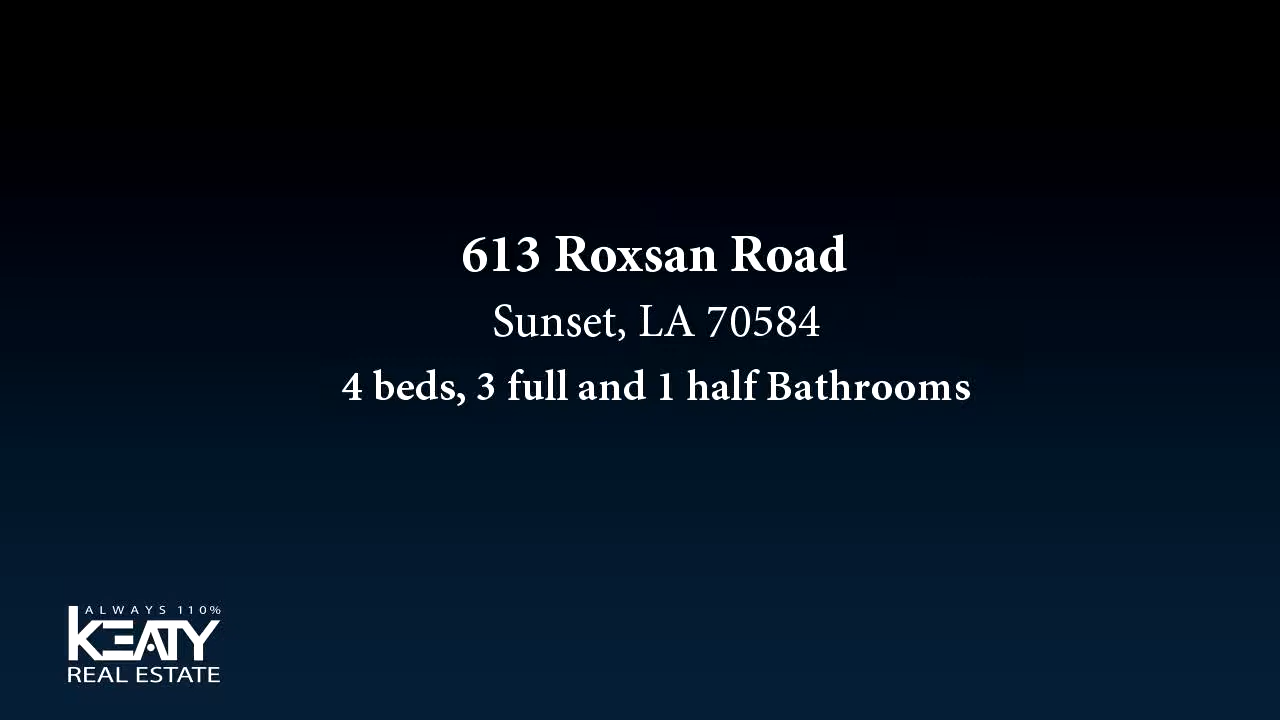 613 Roxsan Road
Sunset, LA 70584
4 beds, 3 full and 1 half Bathrooms
ALWAYS 110%
KEATY
REAL ESTATE